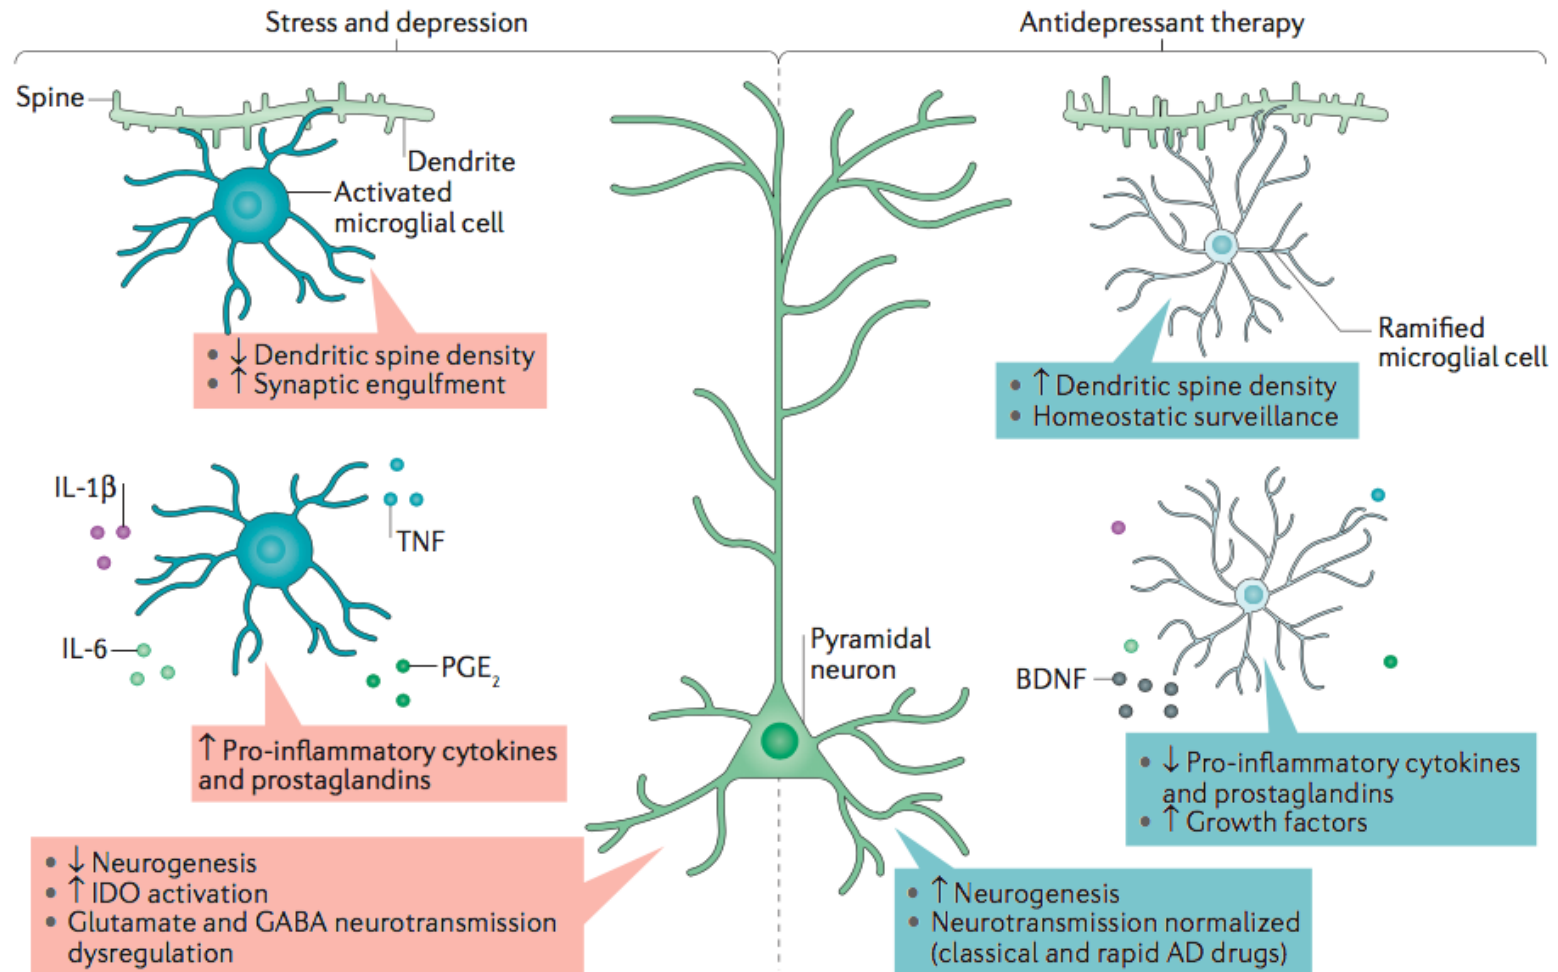 Stress and depression
Antidepressant therapy
Spine
Dendrite
Activated
microglial cell
• ↓ Dendritic spine density
• ↑ Synaptic engulfment
IL-1β
TNF
IL-6
PGE₂
↑ Pro-inflammatory cytokines
and prostaglandins
• ↓ Neurogenesis
• ↑ IDO activation
• Glutamate and GABA neurotransmission
dysregulation
Pyramidal
neuron
Ramified
microglial cell
• ↑ Dendritic spine density
• Homeostatic surveillance
BDNF
• ↓ Pro-inflammatory cytokines
and prostaglandins
• ↑ Growth factors
• ↑ Neurogenesis
• Neurotransmission normalized
(classical and rapid AD drugs)